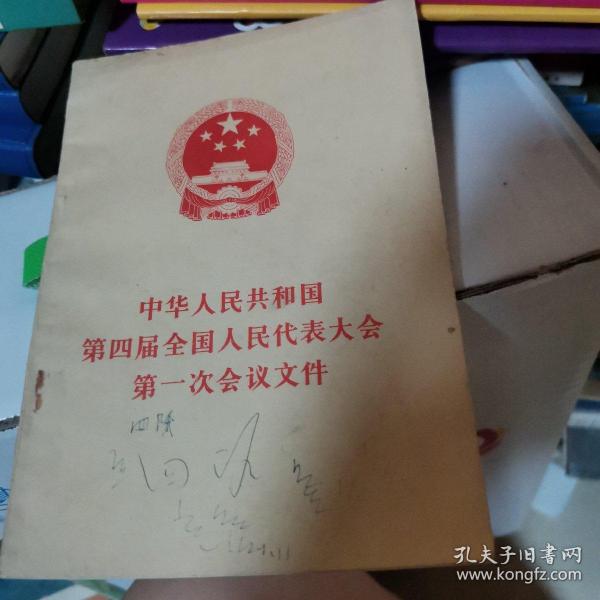 中华人民共和国
第四届全国人民代表大会
第一次会议文件
孔夫子旧书网
www.kongfz.com